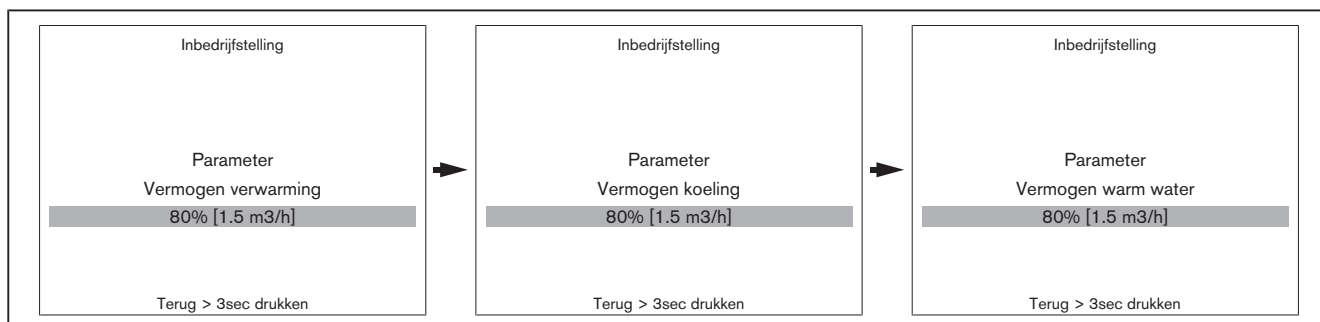 Inbedrijfstelling
Parameter
Vermogen verwarming
80% [1.5 m3/h]
Terug > 3sec drukken
Inbedrijfstelling
Parameter
Vermogen koeling
80% [1.5 m3/h]
Terug > 3sec drukken
Inbedrijfstelling
Parameter
Vermogen warm water
80% [1.5 m3/h]
Terug > 3sec drukken